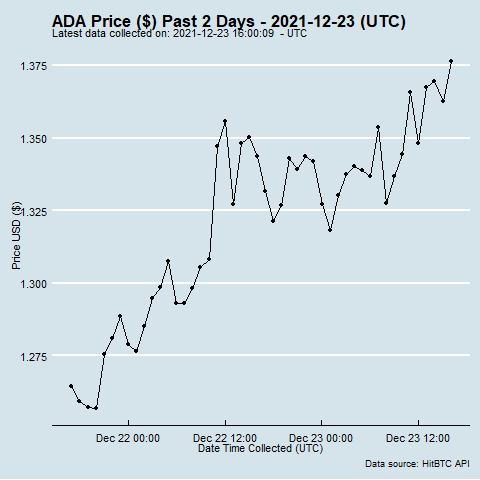 ADA Price ($) Past 2 Days - 2021-12-23 (UTC)
Latest data collected on: 2021-12-23 16:00:09  - UTC
Price USD ($)
1.375
1.350
1.325
1.300
1.275
Dec 22 00:00
Dec 22 12:00
Dec 23 00:00
Dec 23 12:00
Date Time Collected (UTC)
Data source: HitBTC API